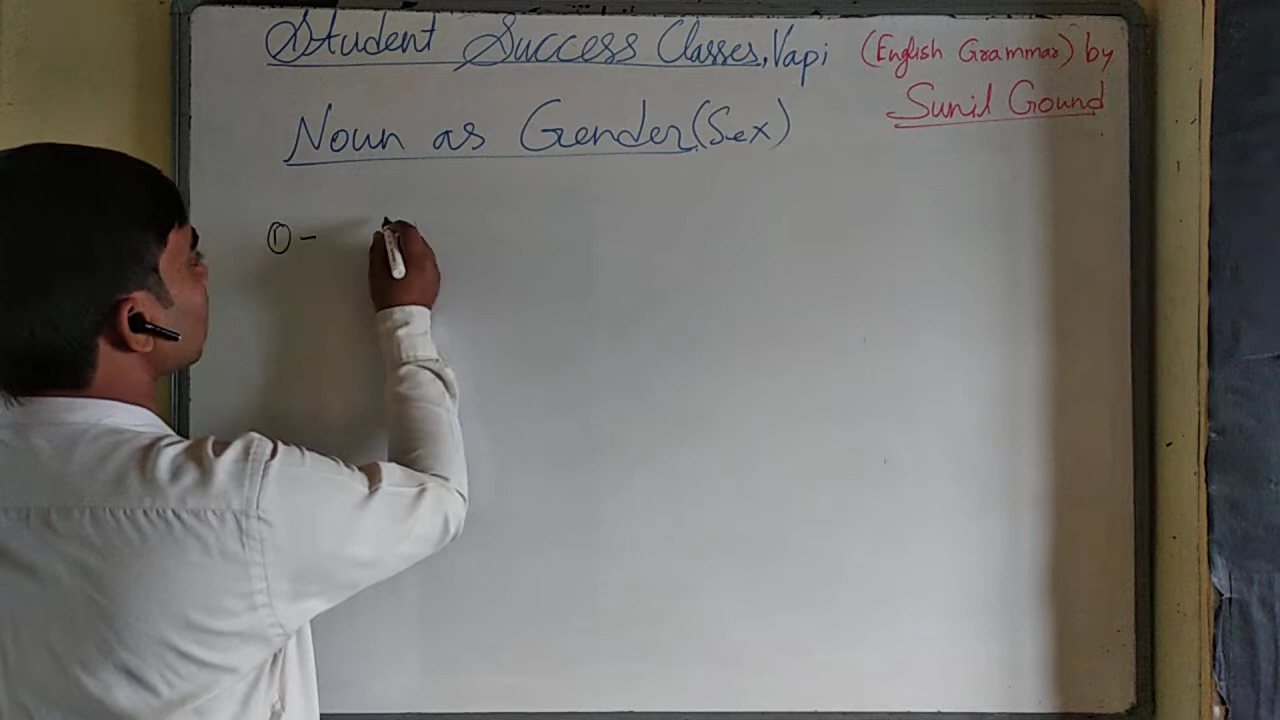 Student Success Classes, Vapi (English Grammar) by
Sunil Gound
Noun as Gender (Sex)
① -